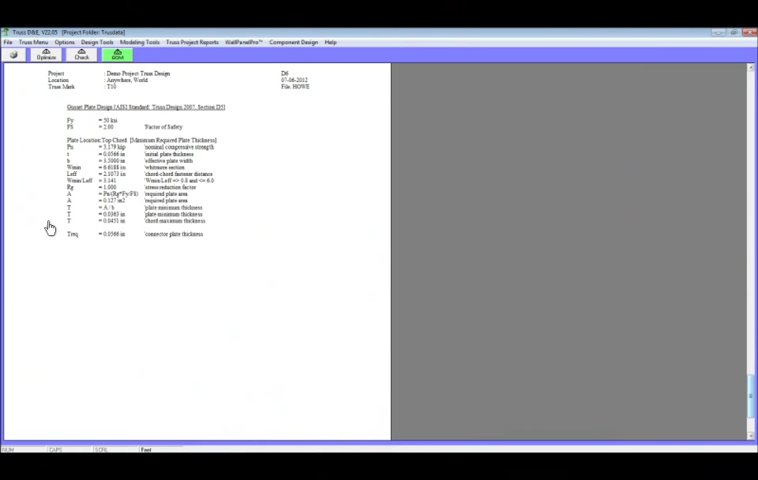 Truss D&E, V22.05 [Project Folder: Trussdata]
File Truss Menu Options Design Tools Modeling Tools Truss Project Reports WallPanelPro™ Component Design Help
Optimize Check BOM
Project : Demo Project Truss Design D6
Location : Anywhere, World 07-06-2012
Truss Mark : T10 File: HOWE
Gusset Plate Design [AISI Standard: Truss Design 2007, Section D5]
Fy = 50 ksi
FS = 2.00 'Factor of Safety
Plate Location: Top Chord [Minimum Required Plate Thickness]
Pn = 3.179 kip 'nominal compressive strength
t = 0.0566 in 'initial plate thickness
b = 3.5000 in 'effective plate width
Wmin = 6.6188 in 'whitmore section
Leff = 2.1073 in 'chord-chord fastener distance
Wmin/Leff = 3.141 'Wmin/Leff => 0.8 and <= 6.0
Rg = 1.000 'stress reduction factor
A = Pn/(Rg*Fy/FS) 'required plate area
A = 0.127 in2 'required plate area
T = A / b 'plate minimum thickness
T = 0.0363 in 'plate minimum thickness
T = 0.0451 in 'chord maximum thickness
Treq = 0.0566 in 'connector plate thickness
NUM CAPS SCRL Feet